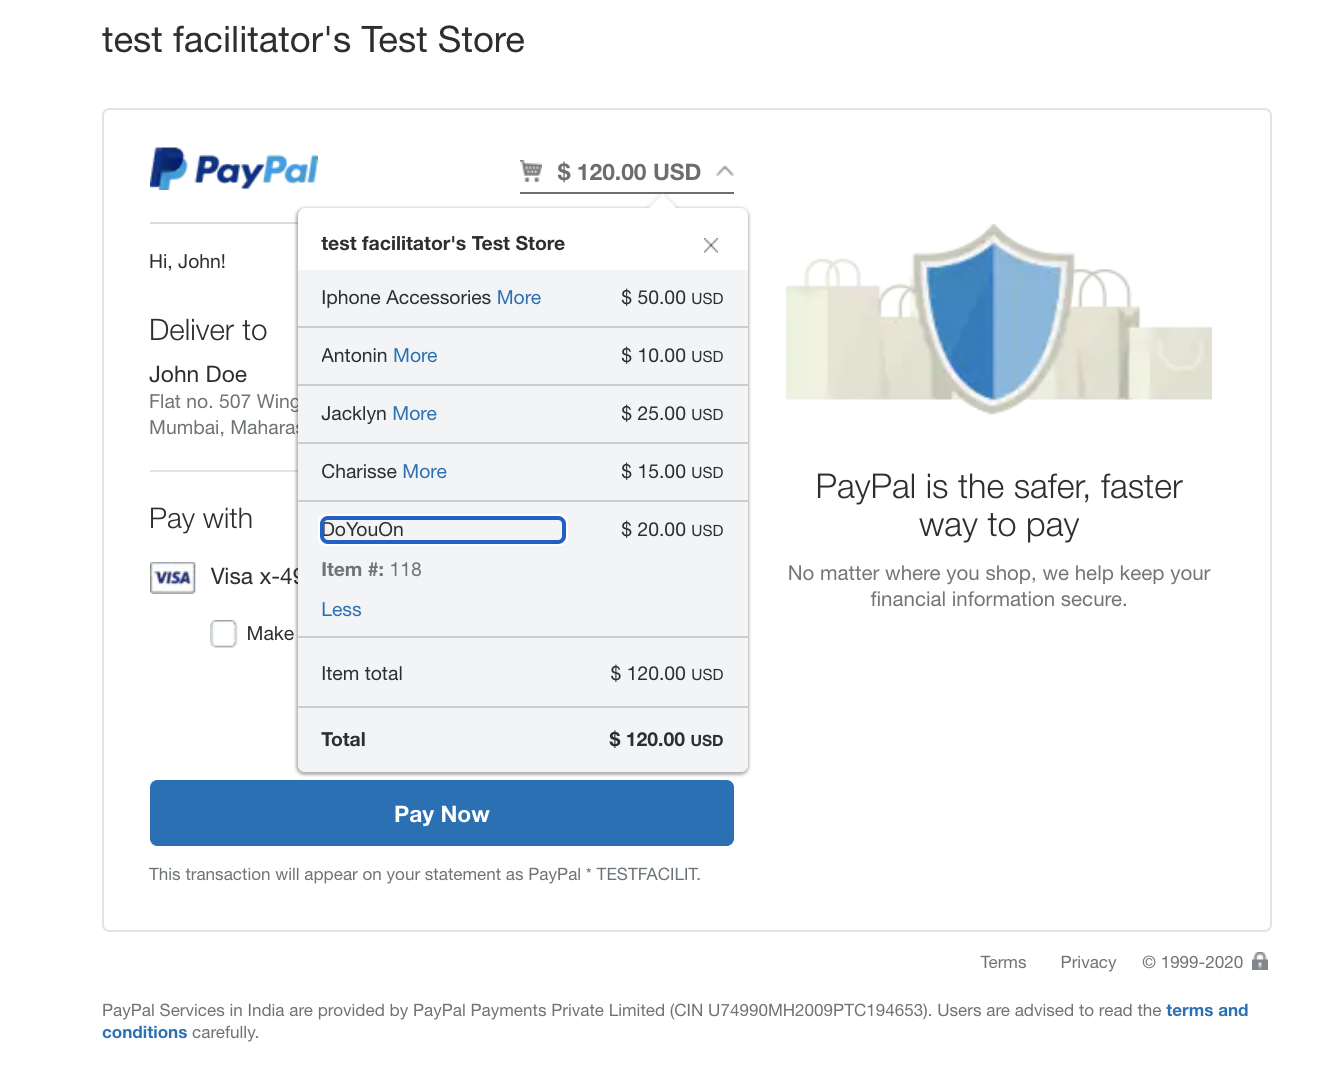 test facilitator's Test Store
PayPal
$ 120.00 USD
Hi, John!
Deliver to
John Doe
Flat no. 507 Wing
Mumbai,
Pay with
VISA
Visa
Make
test facilitator's Test Store
Iphone Accessories More $ 50.00 USD
Antonin More $ 10.00 USD
Jacklyn More $ 25.00 USD
Charisse More $ 15.00 USD
DoYouOn $ 20.00 USD
Item #: 118
Less
Item total $ 120.00 USD
Total $ 120.00 USD
Pay Now
This transaction will appear on your statement as PayPal * TESTFACILIT.
PayPal is the safer, faster
way to pay
No matter where you shop, we help keep your
financial information secure.
Terms Privacy © 1999-2020
PayPal Services in India are provided by PayPal Payments Private Limited (CIN U74990MH2009PTC194653). Users are advised to read the terms and
conditions carefully.